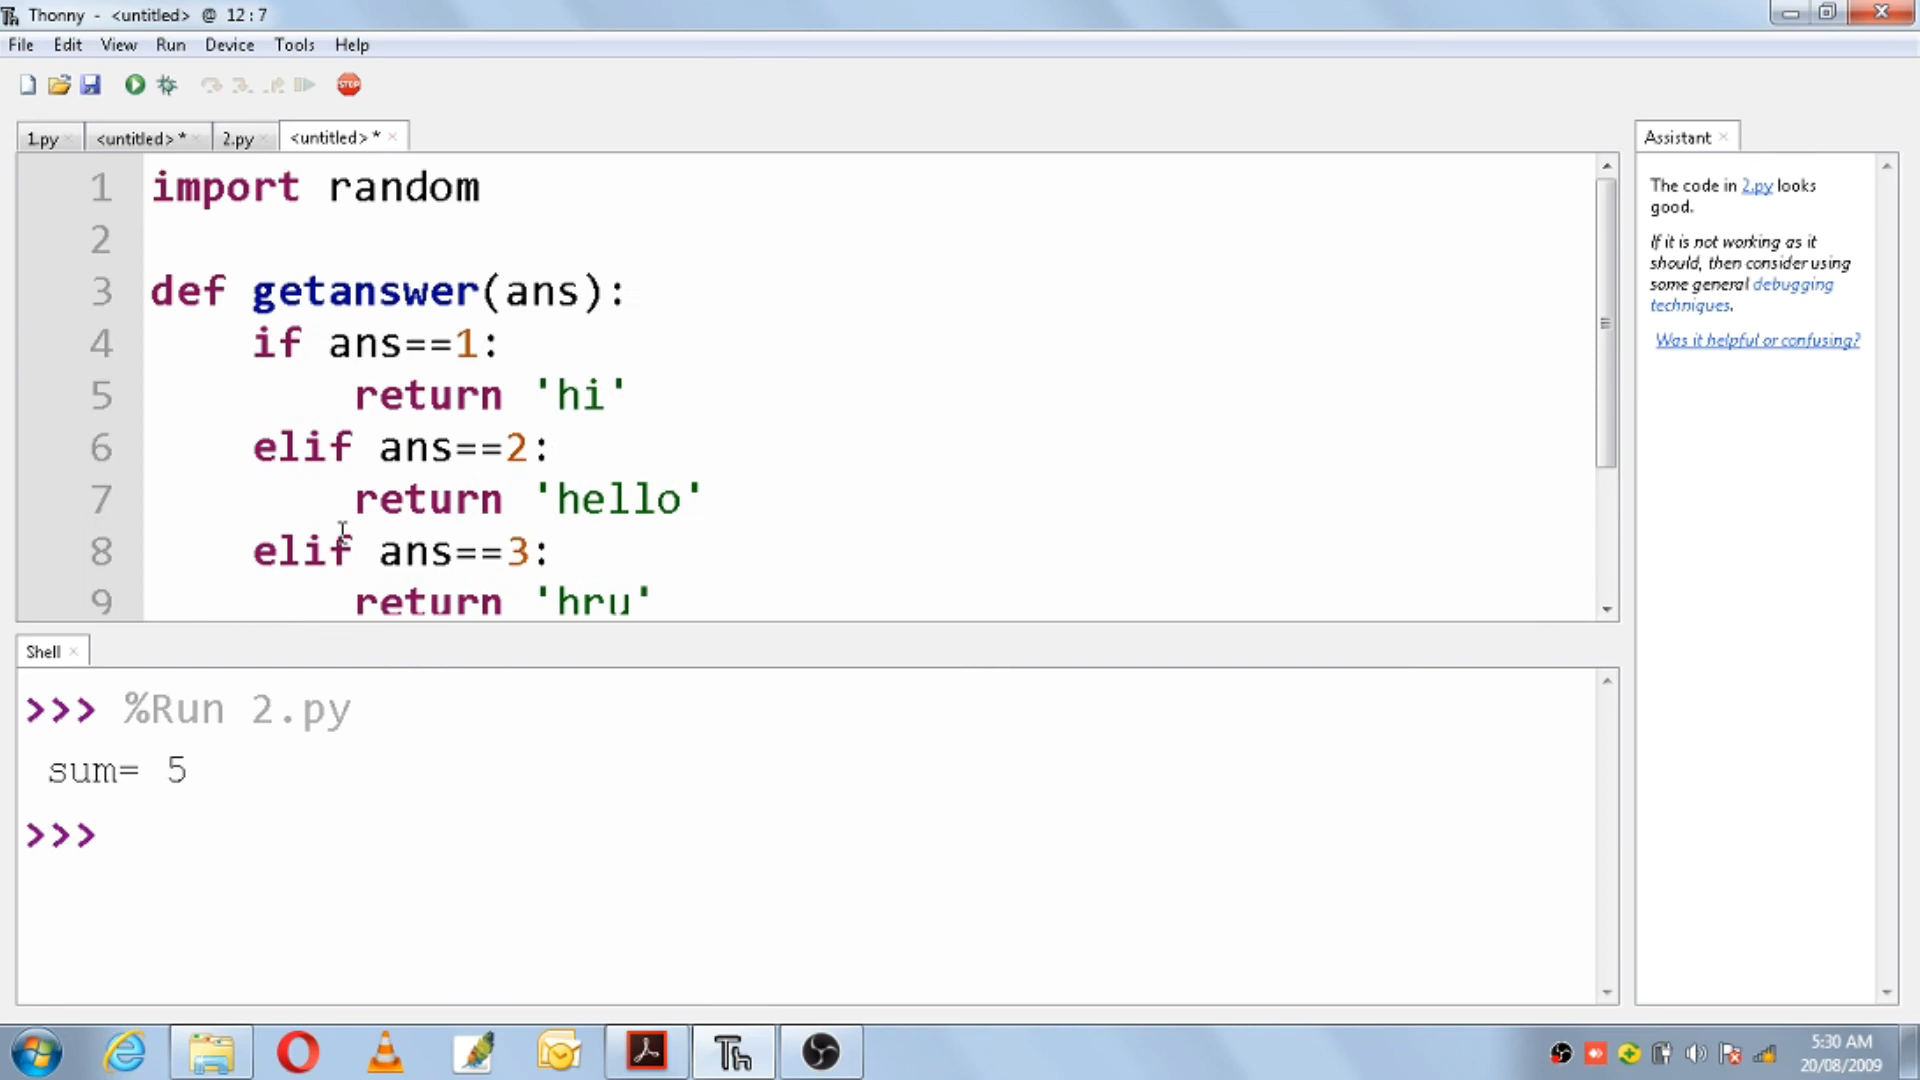 Thonny - <untitled> @ 12:7
File Edit View Run Device Tools Help
STOP
1.py <untitled> * 2.py <untitled> *
1 import random
2
3 def getanswer(ans):
4 if ans==1:
5 return 'hi'
6 elif ans==2:
7 return 'hello'
8 elif ans==3:
9 return 'hru'
Shell
>>> %Run 2.py
sum= 5
>>>
Assistant
The code in 2.py looks
good.
If it is not working as it
should, then consider using
some general debugging
techniques.
Was it helpful or confusing?
Th
5:30 AM
20/08/2009